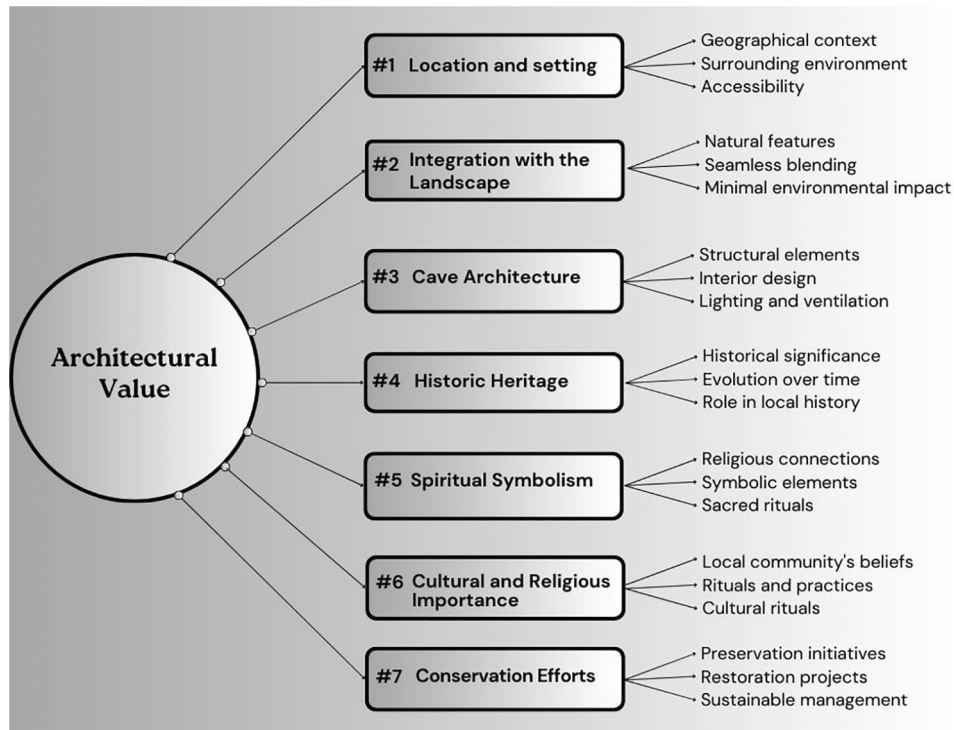 Architectural
Value
#1 Location and setting
Geographical context
Surrounding environment
Accessibility
#2 Integration with the
Landscape
Natural features
Seamless blending
Minimal environmental impact
#3 Cave Architecture
Structural elements
Interior design
Lighting and ventilation
#4 Historic Heritage
Historical significance
Evolution over time
Role in local history
#5 Spiritual Symbolism
Religious connections
Symbolic elements
Sacred rituals
#6 Cultural and Religious
Importance
Local community's beliefs
Rituals and practices
Cultural rituals
#7 Conservation Efforts
Preservation initiatives
Restoration projects
Sustainable management